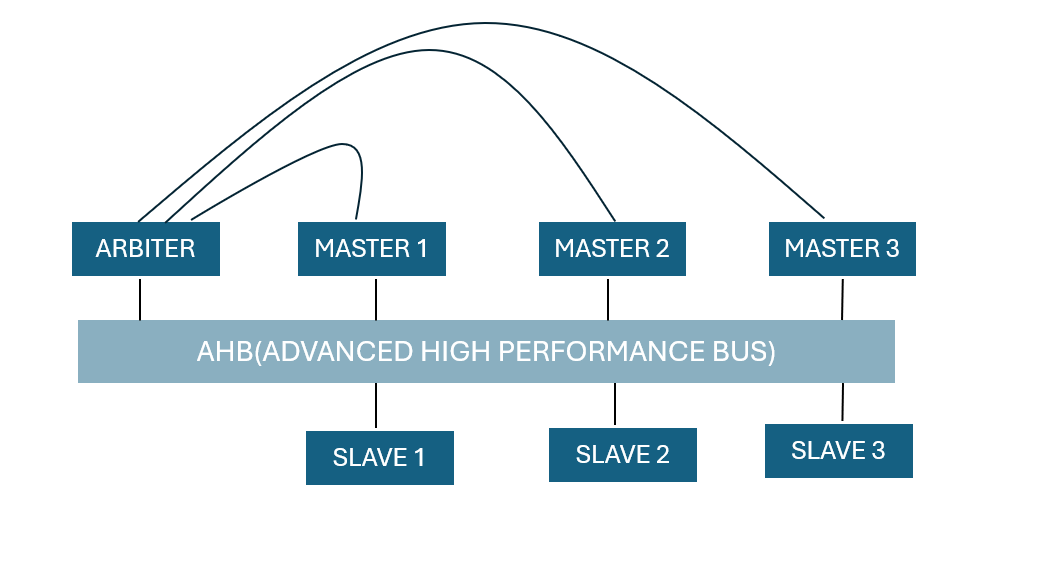 ARBITER
MASTER 1
MASTER 2
MASTER 3
AHB(ADVANCED HIGH PERFORMANCE BUS)
SLAVE 1
SLAVE 2
SLAVE 3